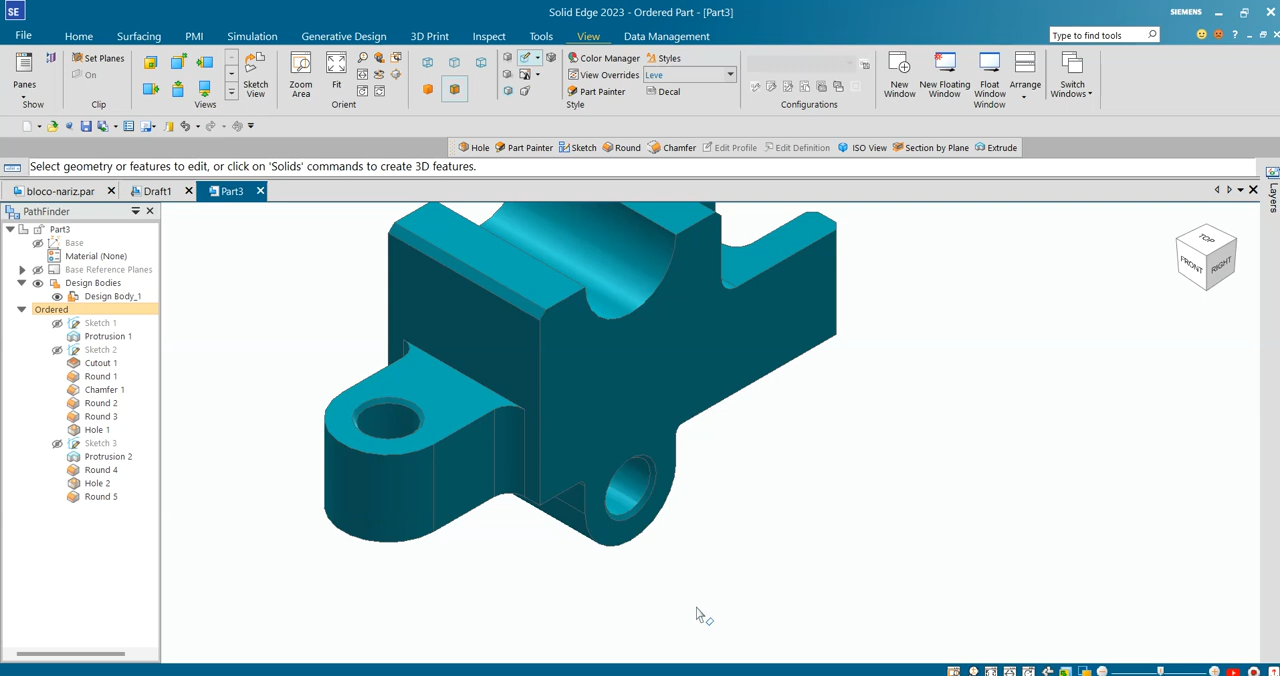 SE
Solid Edge 2023 - Ordered Part - [Part3]
SIEMENS
File Home Surfacing PMI Simulation Generative Design 3D Print Inspect Tools View Data Management
Type to find tools
Panes
Show
Set Planes
On
Clip
Views
Sketch View
Zoom Area
Fit
Orient
Color Manager
Styles
View Overrides
Leve
Part Painter
Decal
Style
Configurations
New Window
New Floating Window
Float Window
Arrange
Window
Switch Windows
Hole Part Painter Sketch Round Chamfer Edit Profile Edit Definition ISO View Section by Plane Extrude
Select geometry or features to edit, or click on 'Solids' commands to create 3D features.
bloco-nariz.par Draft1 Part3
Layers
PathFinder
Part3
Base
Material (None)
Base Reference Planes
Design Bodies
Design Body_1
Ordered
Sketch 1
Protrusion 1
Sketch 2
Cutout 1
Round 1
Chamfer 1
Round 2
Round 3
Hole 1
Sketch 3
Protrusion 2
Round 4
Hole 2
Round 5
TOP
FRONT
RIGHT